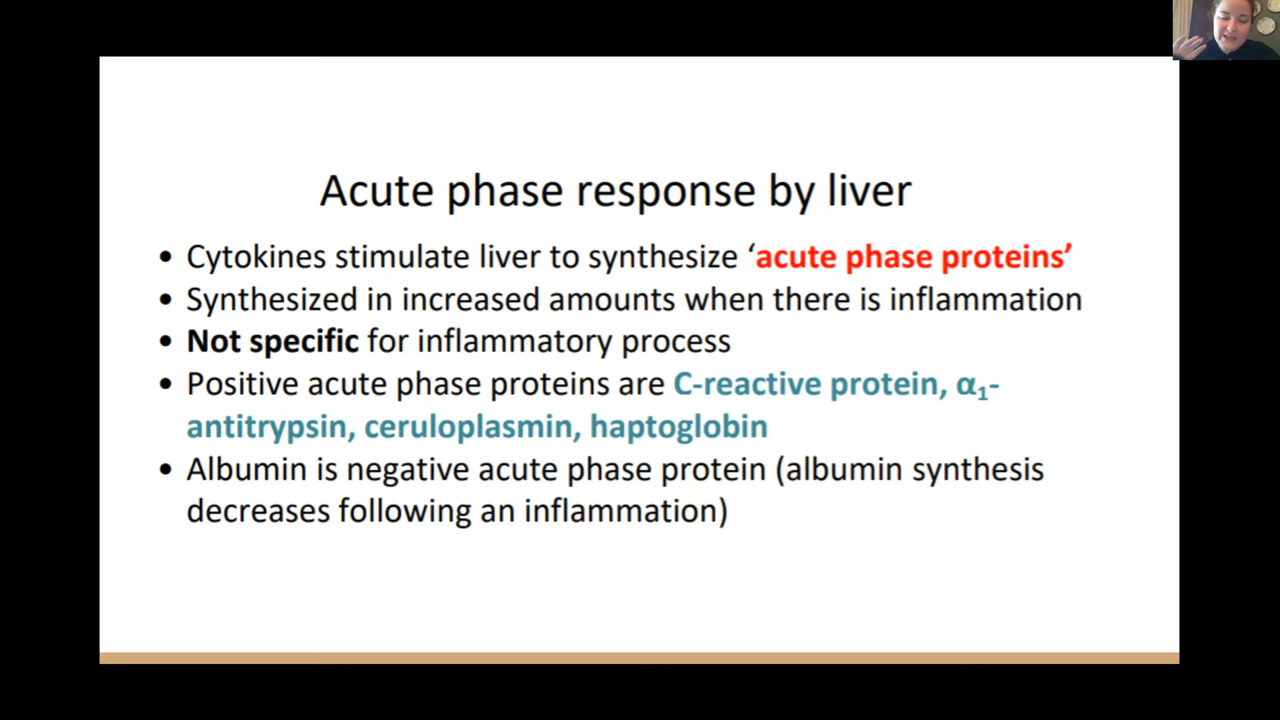 Acute phase response by liver
• Cytokines stimulate liver to synthesize ‘acute phase proteins’
• Synthesized in increased amounts when there is inflammation
• Not specific for inflammatory process
• Positive acute phase proteins are C-reactive protein, α₁-
antitrypsin, ceruloplasmin, haptoglobin
• Albumin is negative acute phase protein (albumin synthesis
decreases following an inflammation)